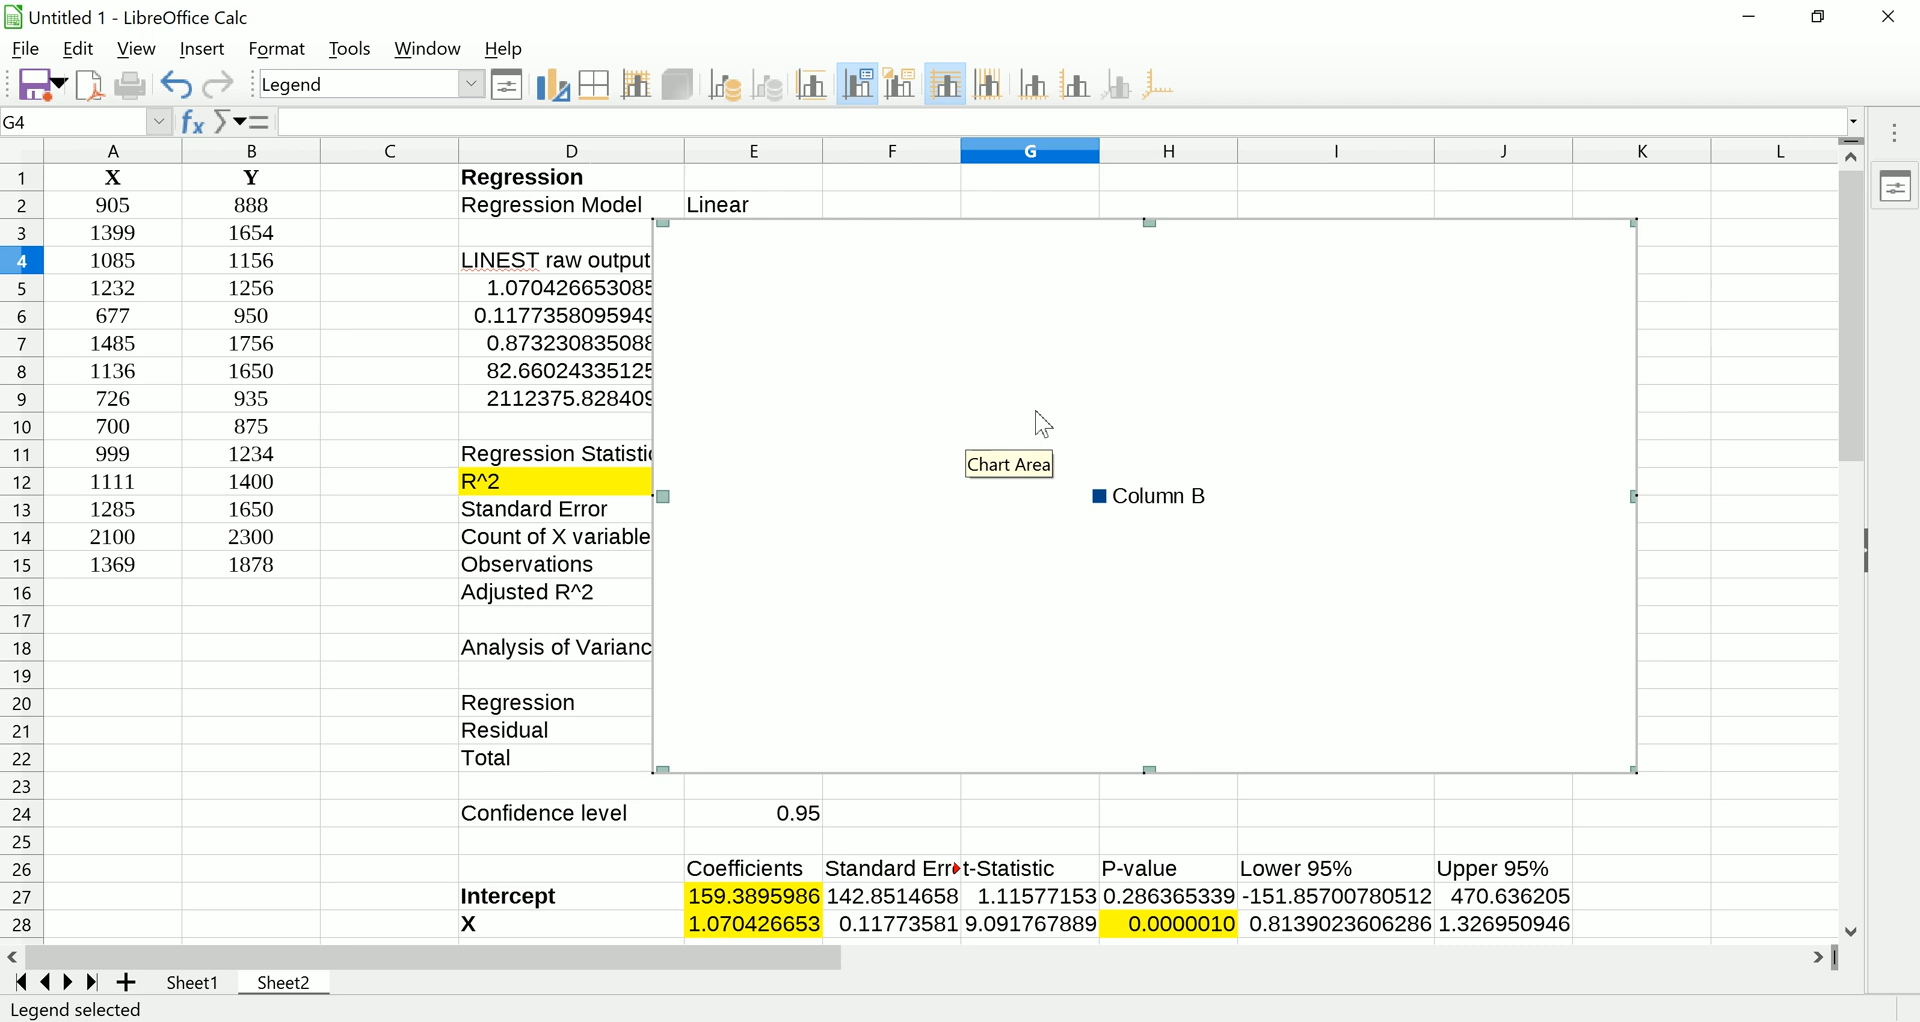 Untitled 1 - LibreOffice Calc
File Edit View Insert Format Tools Window Help
Legend
G4
A B C D E F G H I J K L
1 X Y Regression
2 905 888 Regression Model Linear
3 1399 1654
4 1085 1156 LINEST raw output
5 1232 1256 1.070426653085
6 677 950 0.1177358095949
7 1485 1756 0.873230835088
8 1136 1650 82.66024335125
9 726 935 2112375.828409
10 700 875
11 999 1234 Regression Statistic
Chart Area
12 1111 1400 R^2
Column B
13 1285 1650 Standard Error
14 2100 2300 Count of X variable
15 1369 1878 Observations
16 Adjusted R^2
17
18 Analysis of Varianc
19
20 Regression
21 Residual
22 Total
23
24 Confidence level 0.95
25
26 Coefficients Standard Err t-Statistic P-value Lower 95% Upper 95%
27 Intercept 159.3895986 142.8514658 1.11577153 0.286365339 -151.85700780512 470.636205
28 X 1.070426653 0.11773581 9.091767889 0.0000010 0.8139023606286 1.326950946
Sheet1 Sheet2
Legend selected